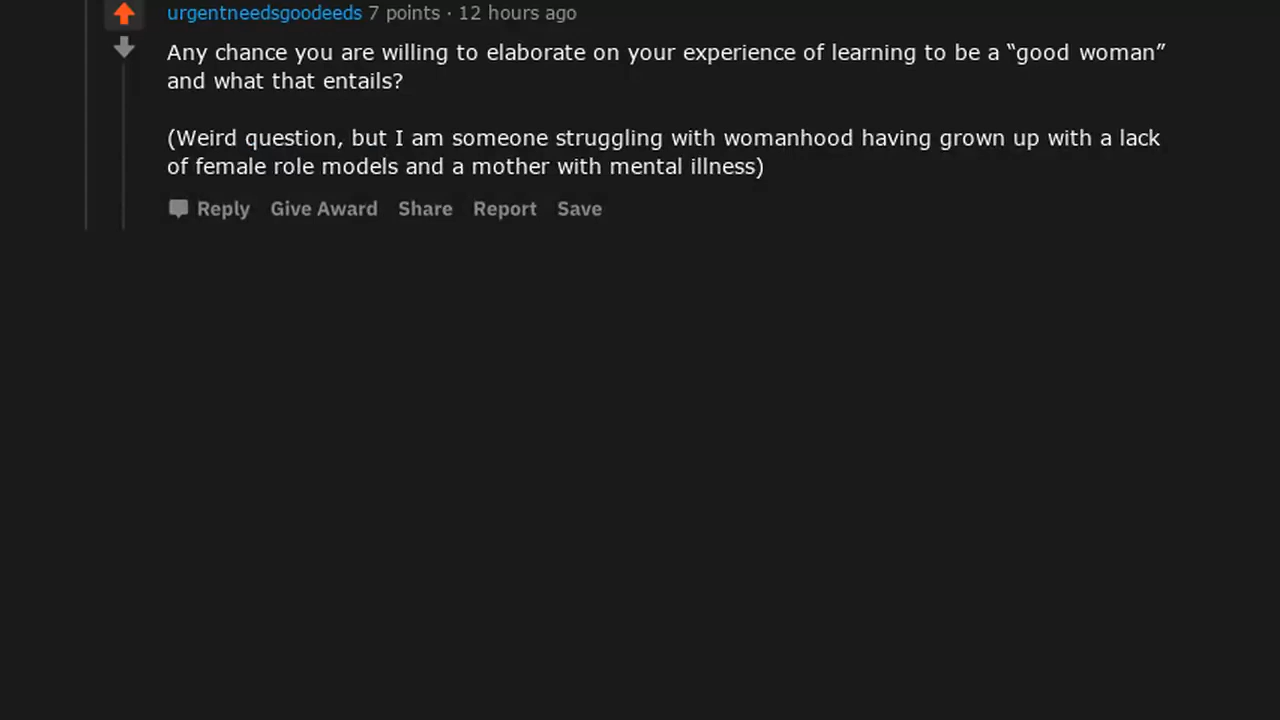 urgentneedsgoodeeds 7 points · 12 hours ago
Any chance you are willing to elaborate on your experience of learning to be a “good woman”
and what that entails?
(Weird question, but I am someone struggling with womanhood having grown up with a lack
of female role models and a mother with mental illness)
Reply Give Award Share Report Save